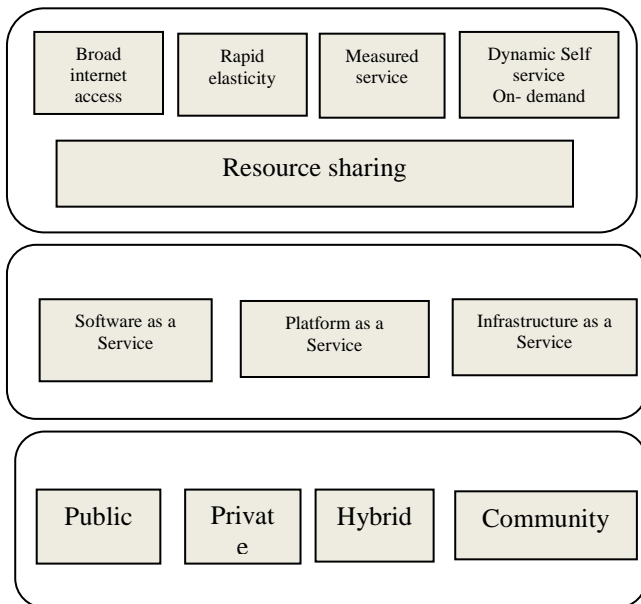 Broad
internet
access
Rapid
elasticity
Measured
service
Dynamic Self
service
On- demand
Resource sharing
Software as a
Service
Platform as a
Service
Infrastructure as a
Service
Public
Privat
e
Hybrid
Community